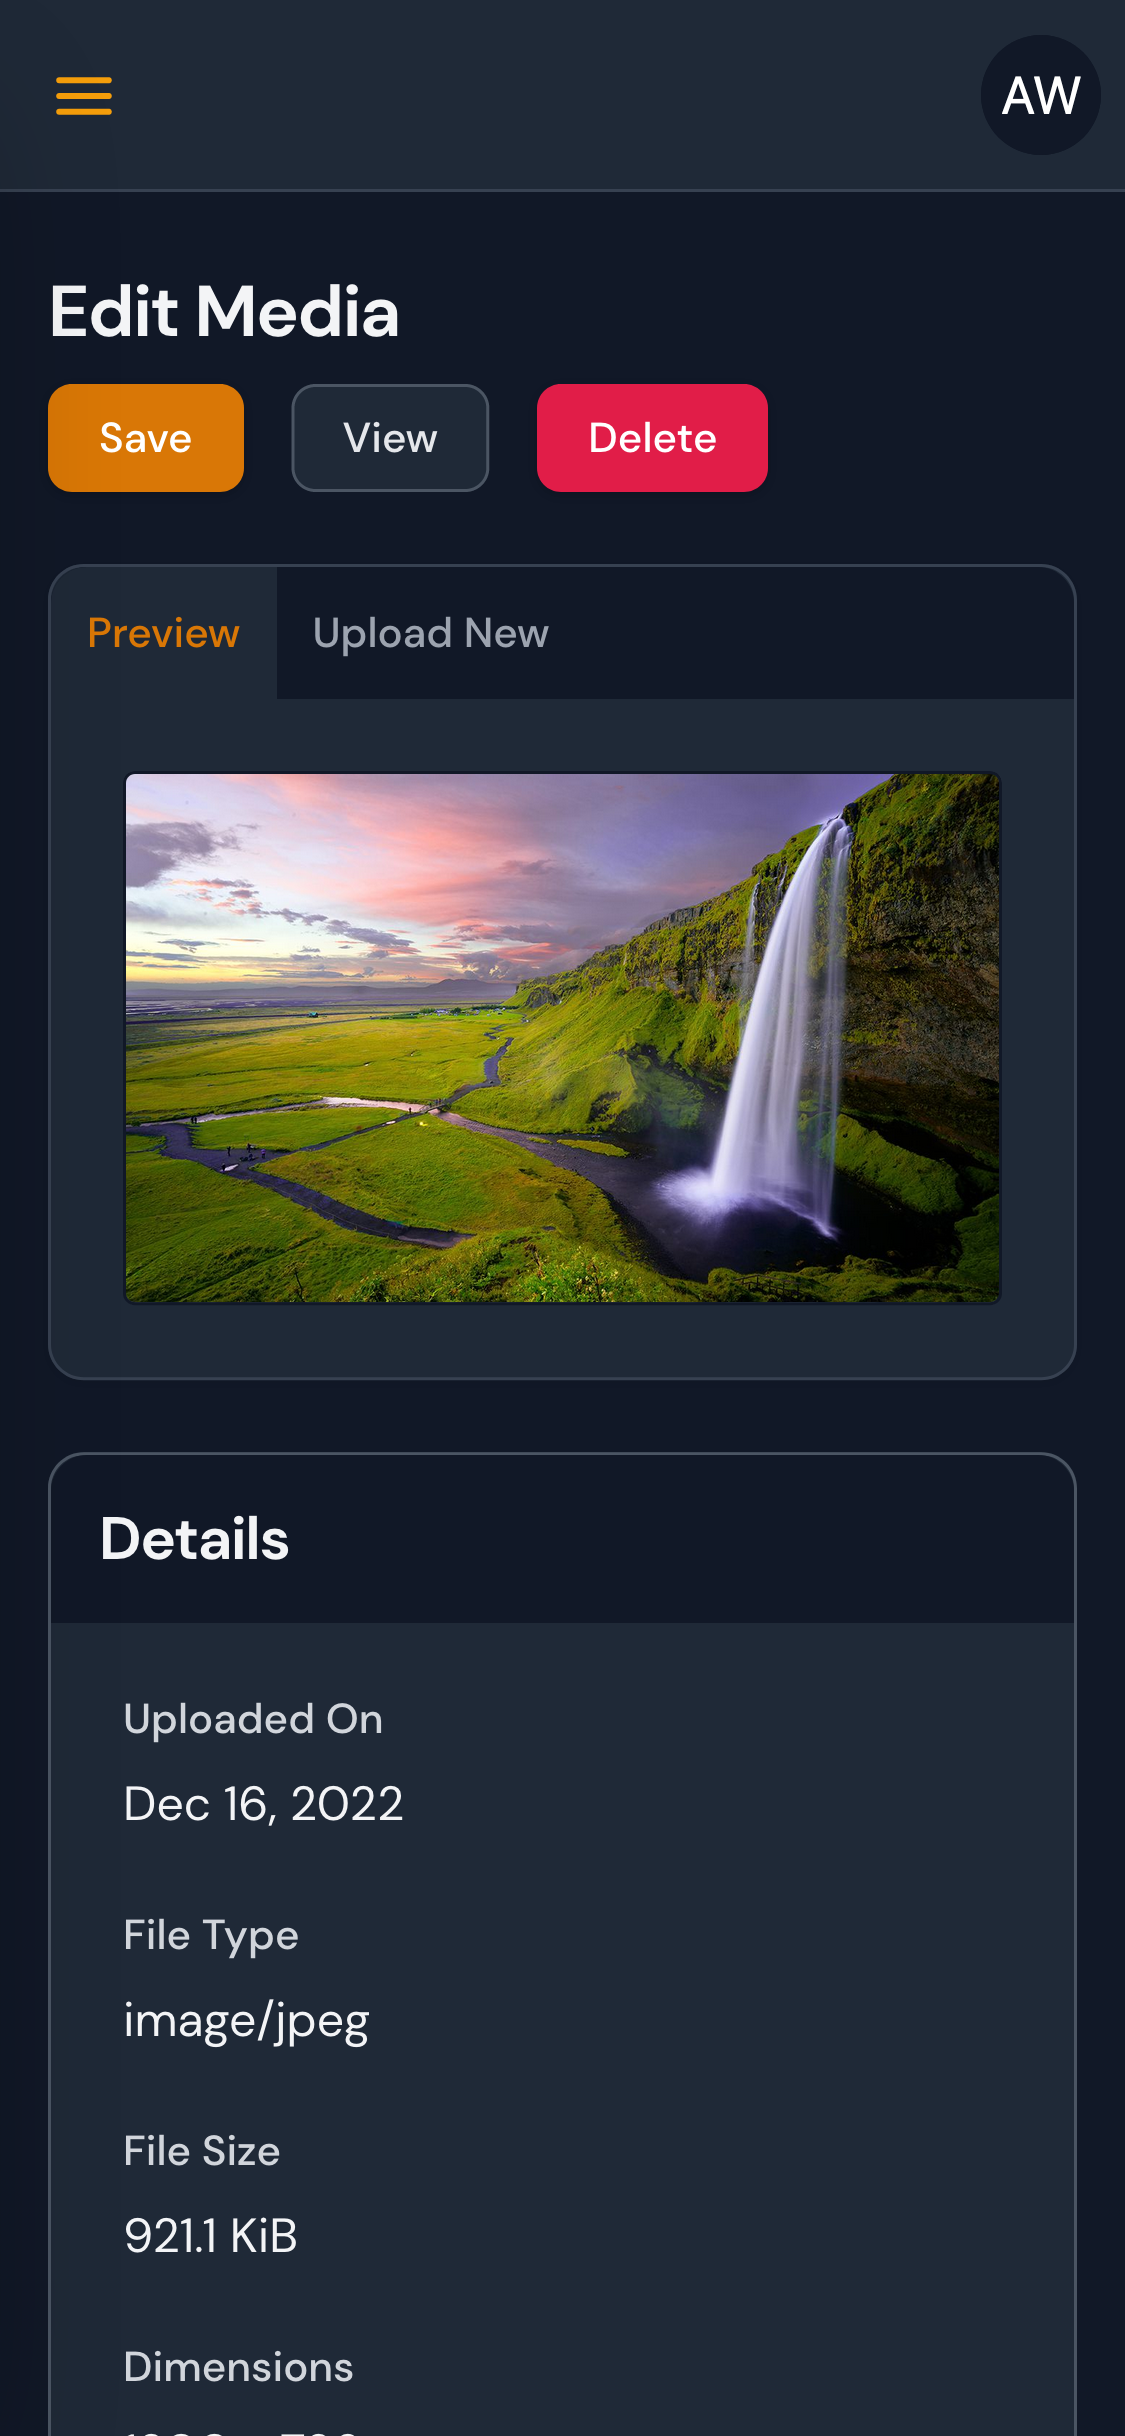 AW
Edit Media
Save View Delete
Preview Upload New
Details
Uploaded On
Dec 16, 2022
File Type
image/jpeg
File Size
921.1 KiB
Dimensions